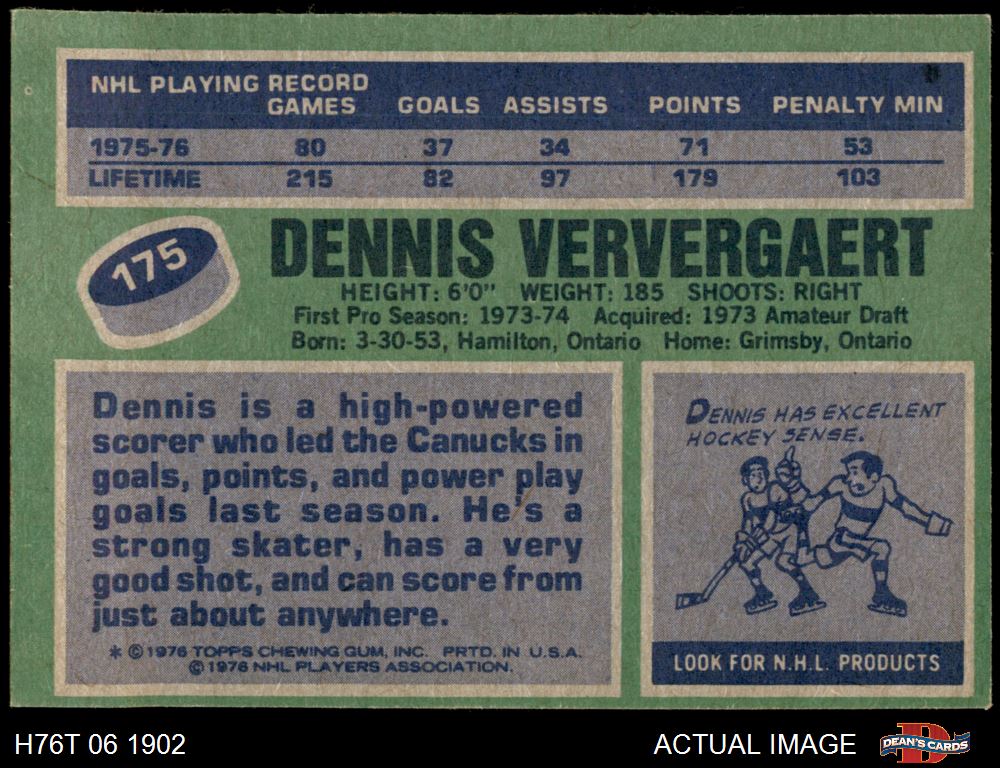 NHL PLAYING RECORD
GAMES GOALS ASSISTS POINTS PENALTY MIN
1975-76 80 37 34 71 53
LIFETIME 215 82 97 179 103
175
DENNIS VERVERGAERT
HEIGHT: 6'0" WEIGHT: 185 SHOOTS: RIGHT
First Pro Season: 1973-74 Acquired: 1973 Amateur Draft
Born: 3-30-53, Hamilton, Ontario Home: Grimsby, Ontario
Dennis is a high-powered
scorer who led the Canucks in
goals, points, and power play
goals last season. He's a
strong skater, has a very
good shot, and can score from
just about anywhere.
* ©1976 TOPPS CHEWING GUM, INC. PRTD. IN U.S.A.
©1976 NHL PLAYERS ASSOCIATION.
DENNIS HAS EXCELLENT
HOCKEY SENSE.
LOOK FOR N.H.L. PRODUCTS
H76T 06 1902
ACTUAL IMAGE
D
DEAN'S CARDS